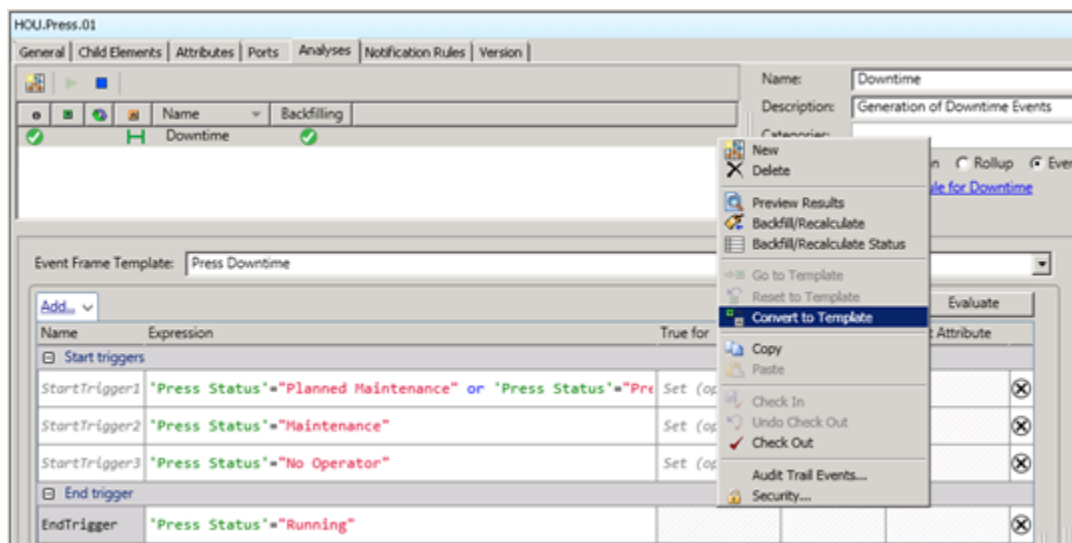 HOU.Press.01
General Child Elements Attributes Ports Analyses Notification Rules Version
Name: Downtime
Description: Generation of Downtime Events
Categories:
Name Backfilling
Downtime
Rollup
New
Delete
Preview Results
Backfill/Recalculate
Backfill/Recalculate Status
Go to Template
Reset to Template
Convert to Template
Copy
Paste
Check In
Undo Check Out
Check Out
Audit Trail Events...
Security...
for Downtime
Event Frame Template: Press Downtime
Add... Evaluate
Name Expression True for Attribute
Start triggers
StartTrigger1 'Press Status'="Planned Maintenance" or 'Press Status'="Pre Set (op
StartTrigger2 'Press Status'="Maintenance" Set (op
StartTrigger3 'Press Status'="No Operator" Set (op
End trigger
EndTrigger 'Press Status'="Running"